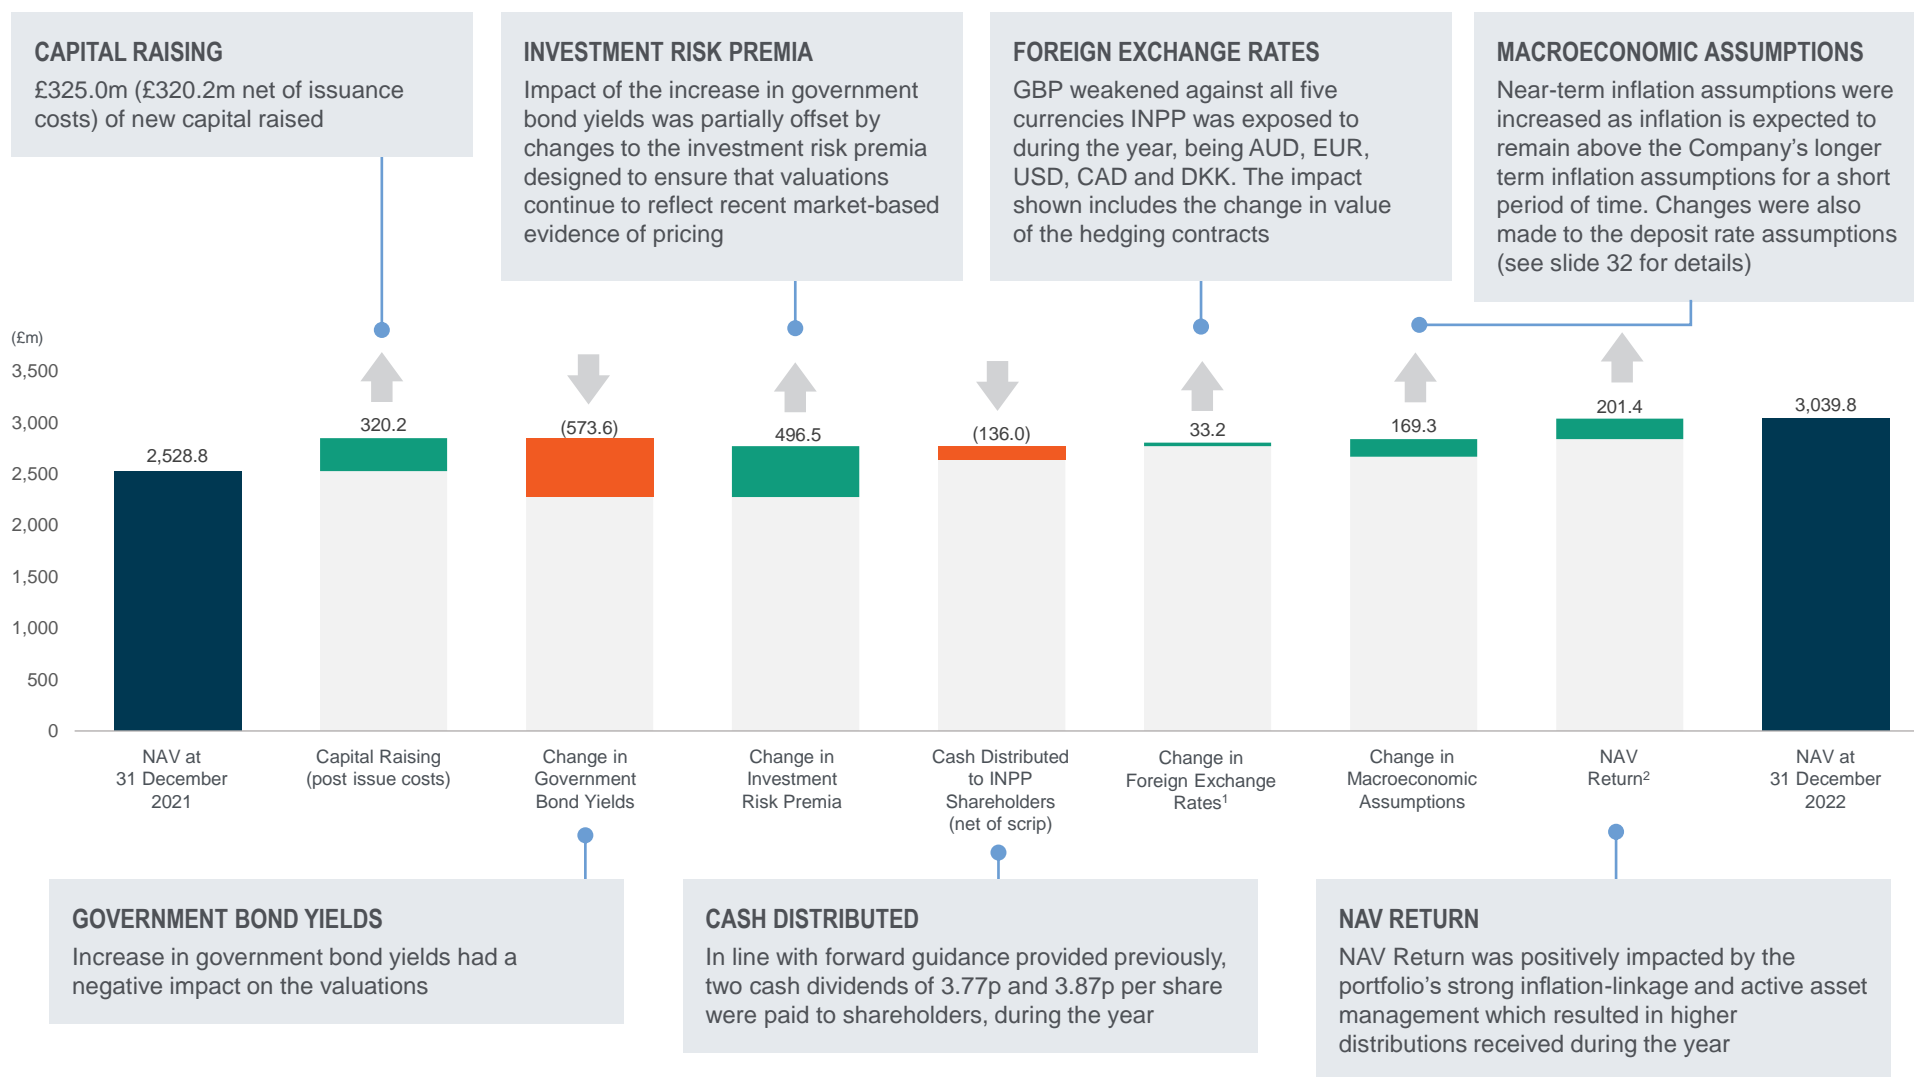 CAPITAL RAISING
£325.0m (£320.2m net of issuance
costs) of new capital raised
INVESTMENT RISK PREMIA
Impact of the increase in government
bond yields was partially offset by
changes to the investment risk premia
designed to ensure that valuations
continue to reflect recent market-based
evidence of pricing
FOREIGN EXCHANGE RATES
GBP weakened against all five
currencies INPP was exposed to
during the year, being AUD, EUR,
USD, CAD and DKK. The impact
shown includes the change in value
of the hedging contracts
MACROECONOMIC ASSUMPTIONS
Near-term inflation assumptions were
increased as inflation is expected to
remain above the Company’s longer
term inflation assumptions for a short
period of time. Changes were also
made to the deposit rate assumptions
(see slide 32 for details)
(£m)
3,500
3,000
2,500
2,000
1,500
1,000
500
0
2,528.8
320.2
(573.6)
496.5
(136.0)
33.2
169.3
201.4
3,039.8
NAV at
31 December
2021
Capital Raising
(post issue costs)
Change in
Government
Bond Yields
Change in
Investment
Risk Premia
Cash Distributed
to INPP
Shareholders
(net of scrip)
Change in
Foreign Exchange
Rates¹
Change in
Macroeconomic
Assumptions
NAV
Return²
NAV at
31 December
2022
GOVERNMENT BOND YIELDS
Increase in government bond yields had a
negative impact on the valuations
CASH DISTRIBUTED
In line with forward guidance provided previously,
two cash dividends of 3.77p and 3.87p per share
were paid to shareholders, during the year
NAV RETURN
NAV Return was positively impacted by the
portfolio’s strong inflation-linkage and active asset
management which resulted in higher
distributions received during the year